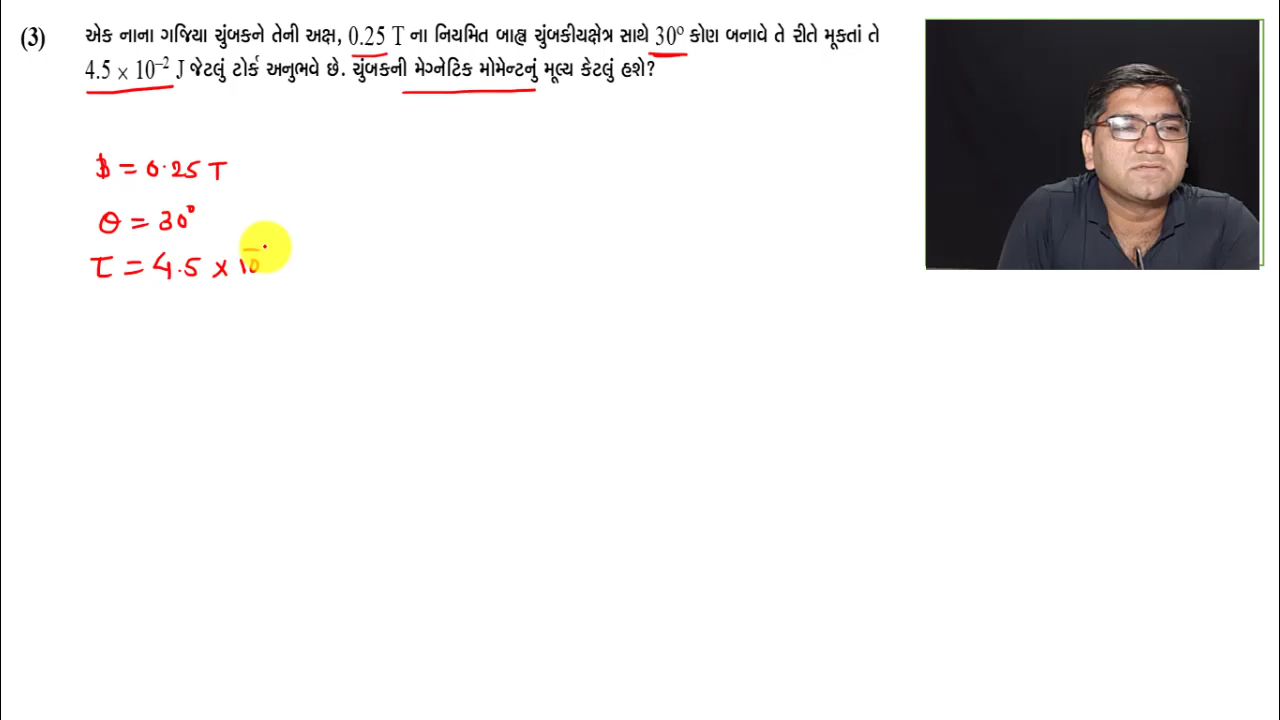 (3) એક નાના ગજિયા ચુંબકને તેની અક્ષ, 0.25 T ના નિયમિત બાહ્ય ચુંબકીયક્ષેત્ર સાથે 30° કોણ બનાવે તે રીતે મૂકતાં તે
4.5 × 10⁻² J જેટલું ટોર્ક અનુભવે છે. ચુંબકની મેગ્નેટિક મોમેન્ટનું મૂલ્ય કેટલું હશે?
B = 0.25 T
θ = 30°
τ = 4.5 × 10⁻